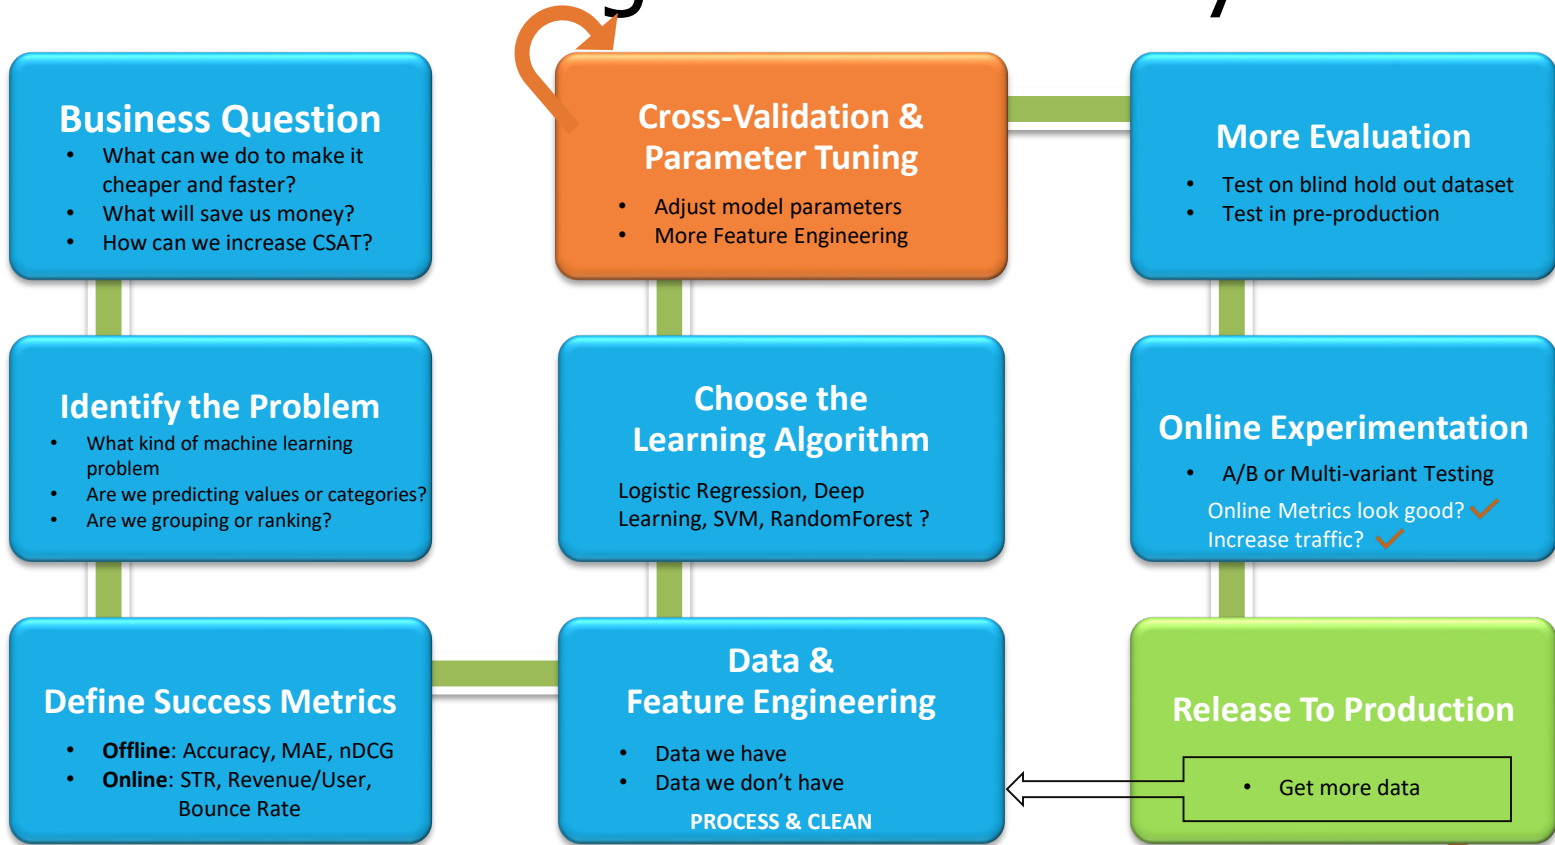 Business Question
• What can we do to make it
cheaper and faster?
• What will save us money?
• How can we increase CSAT?
Identify the Problem
• What kind of machine learning
problem
• Are we predicting values or categories?
• Are we grouping or ranking?
Define Success Metrics
• Offline: Accuracy, MAE, nDCG
• Online: STR, Revenue/User,
Bounce Rate
Data &
Feature Engineering
• Data we have
• Data we don't have
PROCESS & CLEAN
Choose the
Learning Algorithm
Logistic Regression, Deep
Learning, SVM, RandomForest ?
Cross-Validation &
Parameter Tuning
• Adjust model parameters
• More Feature Engineering
More Evaluation
• Test on blind hold out dataset
• Test in pre-production
Online Experimentation
• A/B or Multi-variant Testing
Online Metrics look good?
Increase traffic?
Release To Production
• Get more data